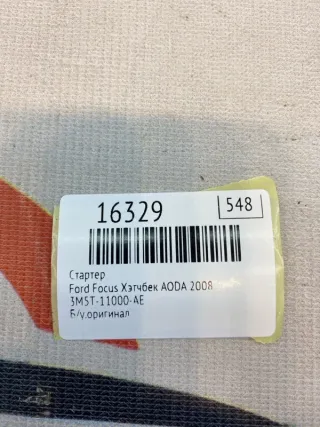 16329
548
Стартер
Ford Focus Хэтчбек AODA 2008
3M5T-11000-AE
Б/у.оригинал